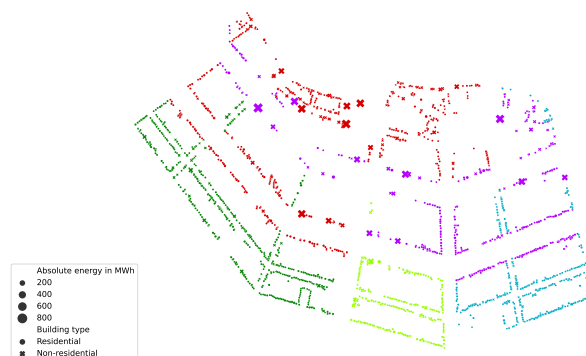 Absolute energy in MWh
200
400
600
800
Building type
Residential
Non-residential